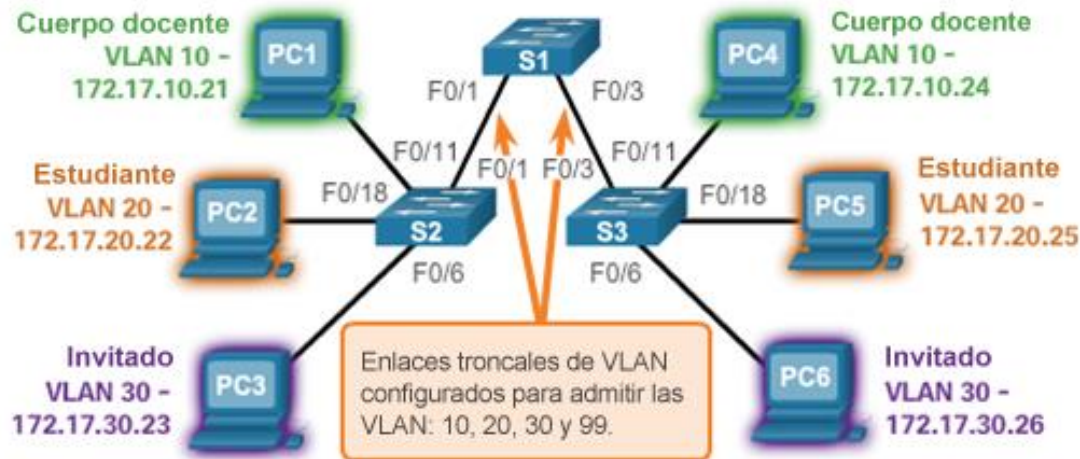 Cuerpo docente
VLAN 10 –
172.17.10.21
PC1
S1
PC4
Cuerpo docente
VLAN 10 –
172.17.10.24
F0/1
F0/3
F0/11
F0/1
F0/3
F0/11
Estudiante
VLAN 20 –
172.17.20.22
PC2
F0/18
S2
S3
F0/18
PC5
Estudiante
VLAN 20 –
172.17.20.25
F0/6
F0/6
Invitado
VLAN 30 –
172.17.30.23
PC3
Enlaces troncales de VLAN
configurados para admitir las
VLAN: 10, 20, 30 y 99.
PC6
Invitado
VLAN 30 –
172.17.30.26